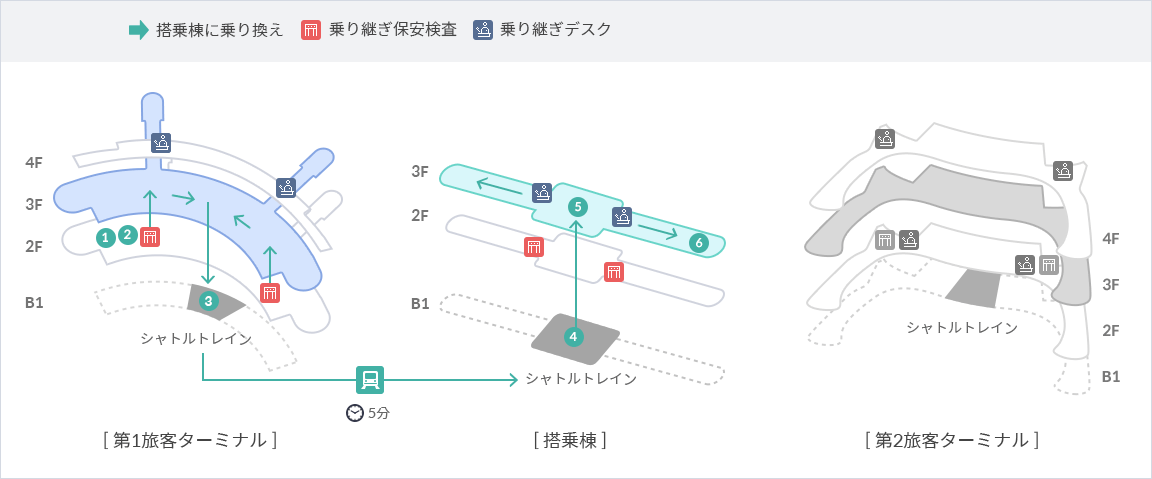 搭乗棟に乗り換え 乗り継ぎ保安検査 乗り継ぎデスク
4F
3F
2F
B1
1
2
3
シャトルトレイン
[ 第1旅客ターミナル ]
5分
3F
2F
B1
5
6
4
シャトルトレイン
[ 搭乗棟 ]
4F
3F
2F
B1
シャトルトレイン
[ 第2旅客ターミナル ]